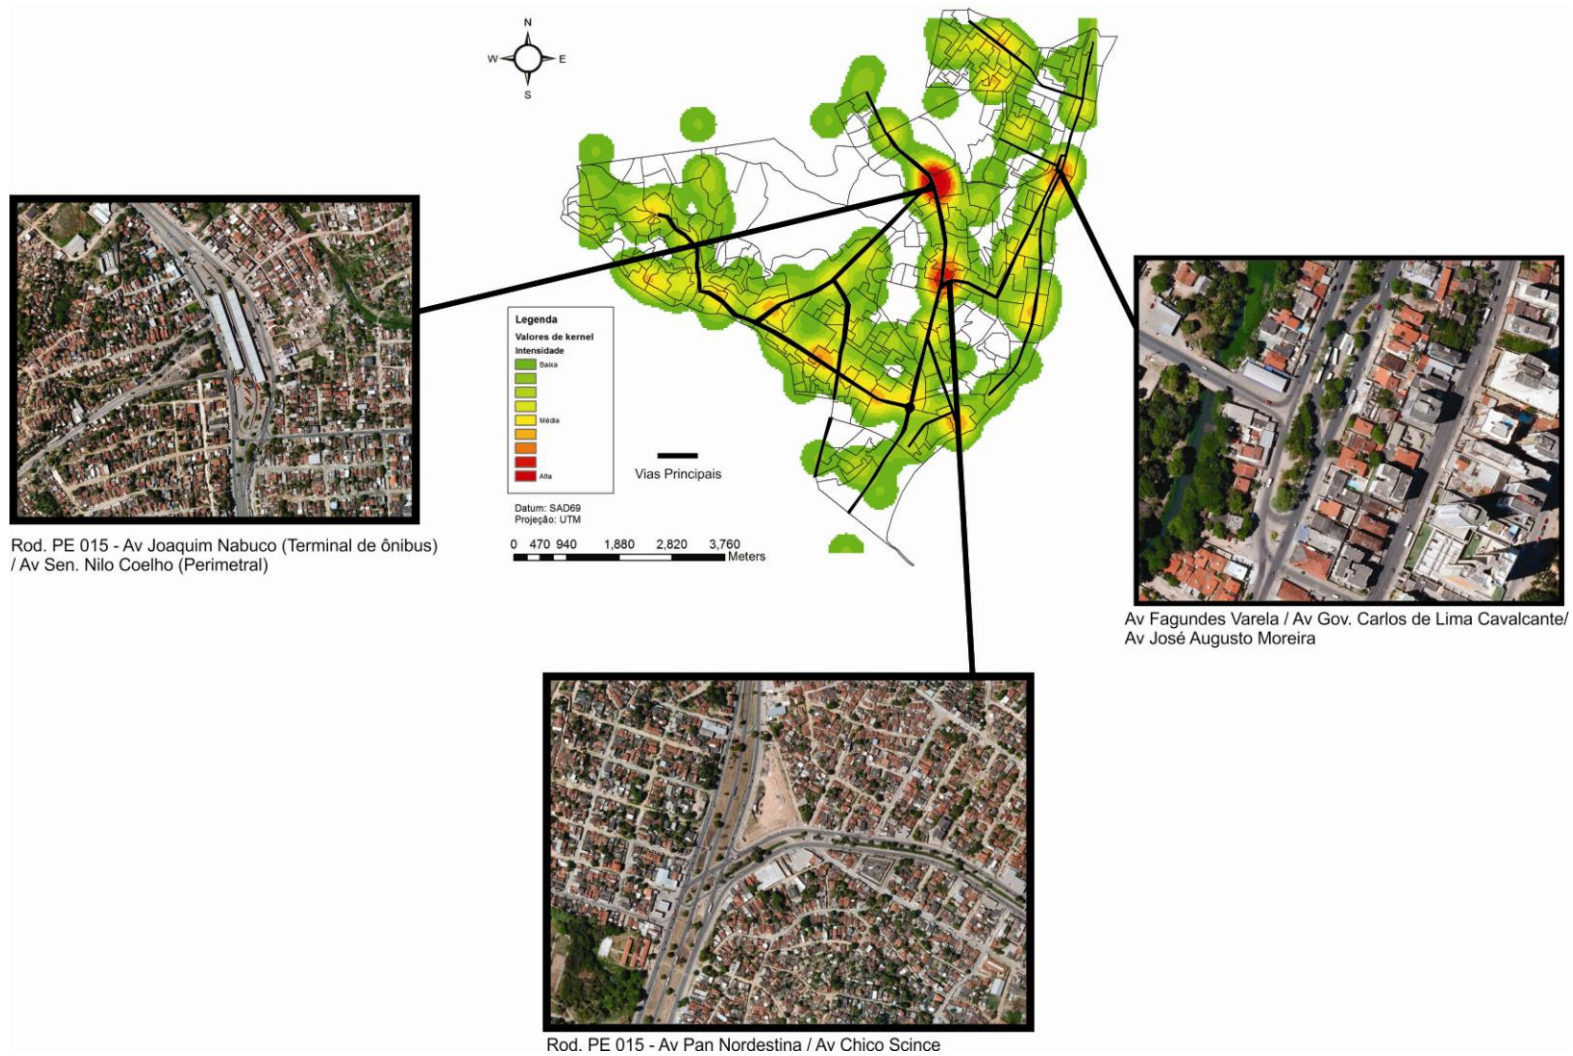 N
W E
S
Legenda
Valores de kernel
Intensidade
Baixa
Média
Alta
Vias Principais
Datum: SAD69
Projeção: UTM
0 470 940 1,880 2,820 3,760
Meters
Rod. PE 015 - Av Joaquim Nabuco (Terminal de ônibus)
/ Av Sen. Nilo Coelho (Perimetral)
Av Fagundes Varela / Av Gov. Carlos de Lima Cavalcante/
Av José Augusto Moreira
Rod. PE 015 - Av Pan Nordestina / Av Chico Scince